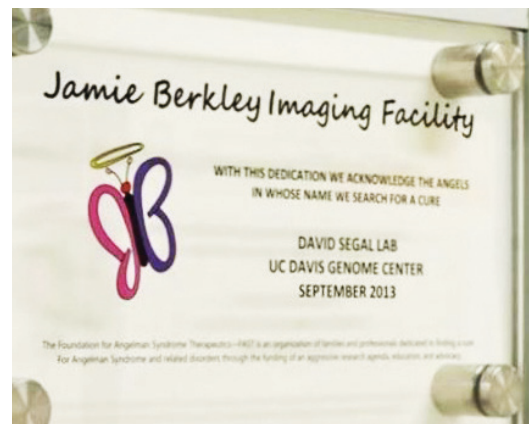 Jamie Berkley Imaging Facility
WITH THIS DEDICATION WE ACKNOWLEDGE THE ANGELS
IN WHOSE NAME WE SEARCH FOR A CURE
JB
DAVID SEGAL LAB
UC DAVIS GENOME CENTER
SEPTEMBER 2013
The Foundation for Angelman Syndrome Therapeutics—FAST is an organization of families and professionals dedicated to finding a cure
For Angelman Syndrome and related disorders through the funding of an aggressive research agenda, education, and advocacy.